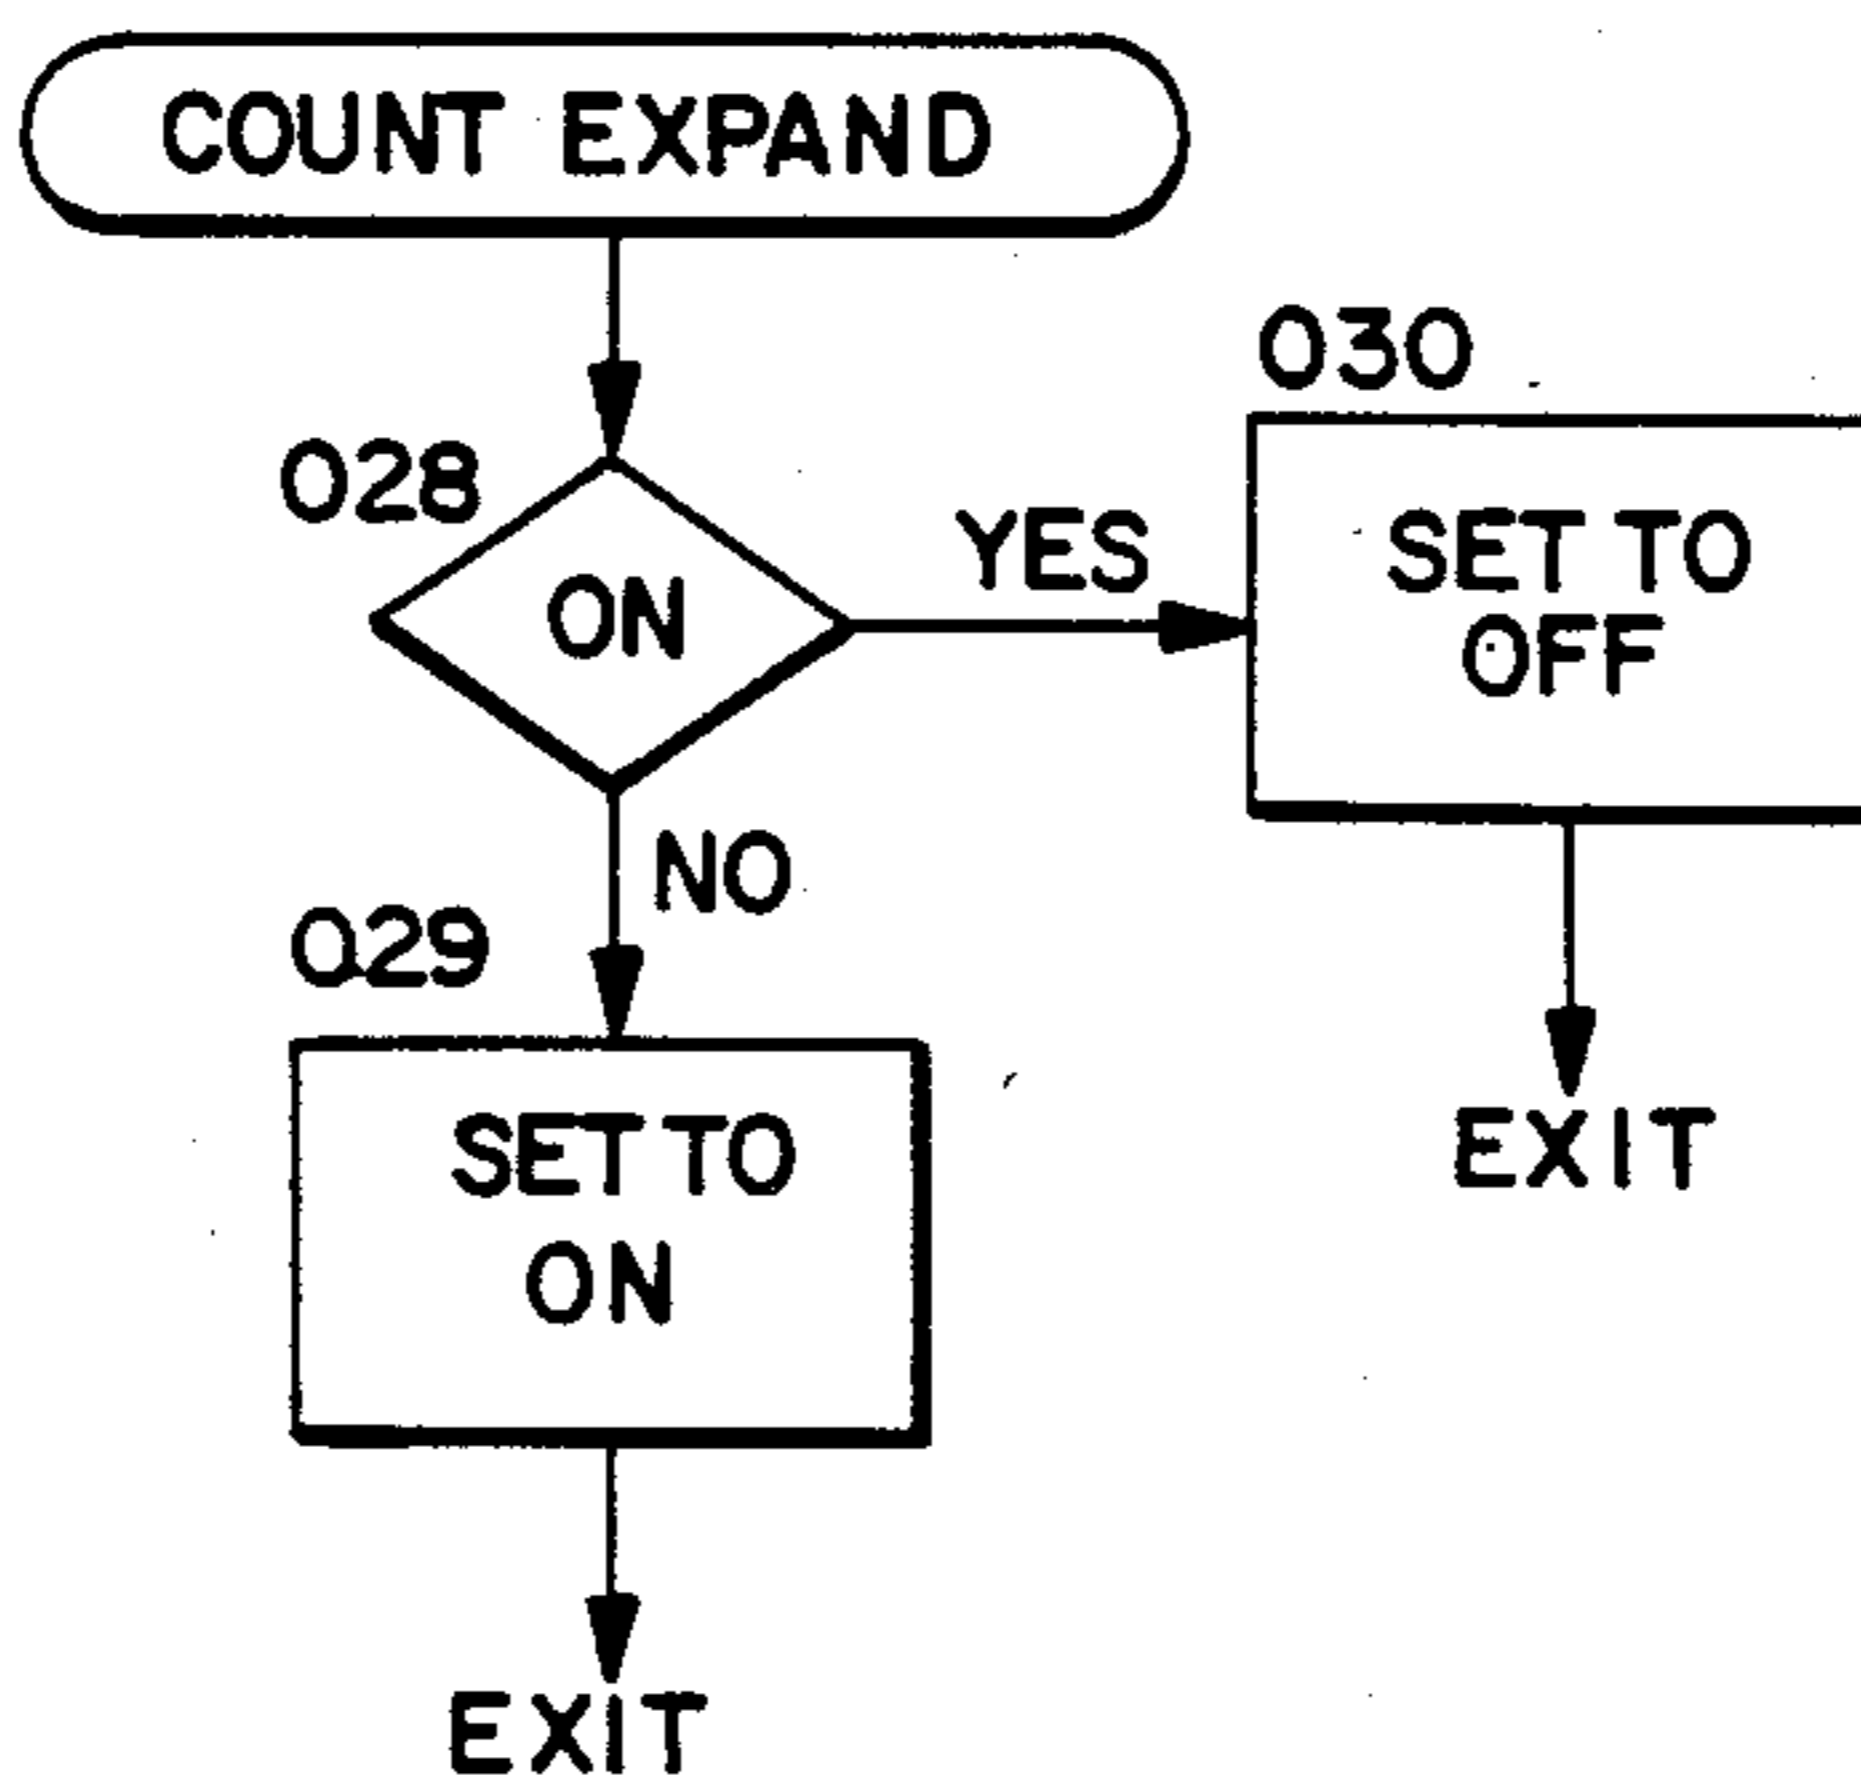 COUNT EXPAND
030
028
YES
ON
SET TO
OFF
NO
029
SET TO
ON
EXIT
EXIT